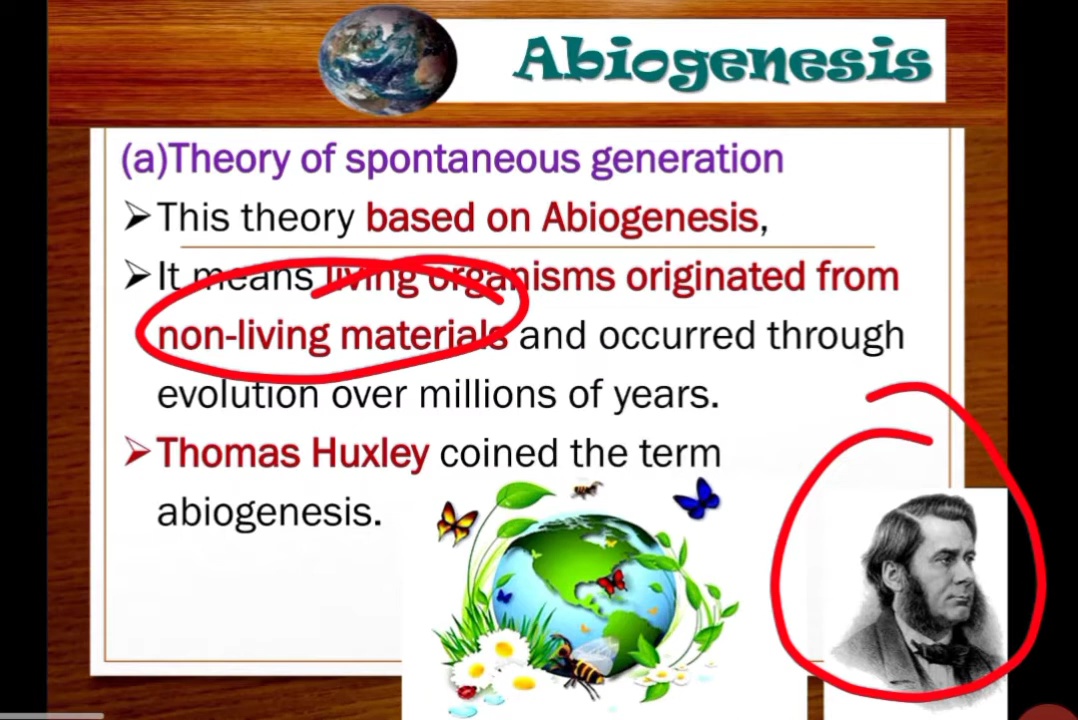 Abiogenesis
(a)Theory of spontaneous generation
➢This theory based on Abiogenesis,
➢It means living organisms originated from
non-living materials and occurred through
evolution over millions of years.
➢Thomas Huxley coined the term
abiogenesis.